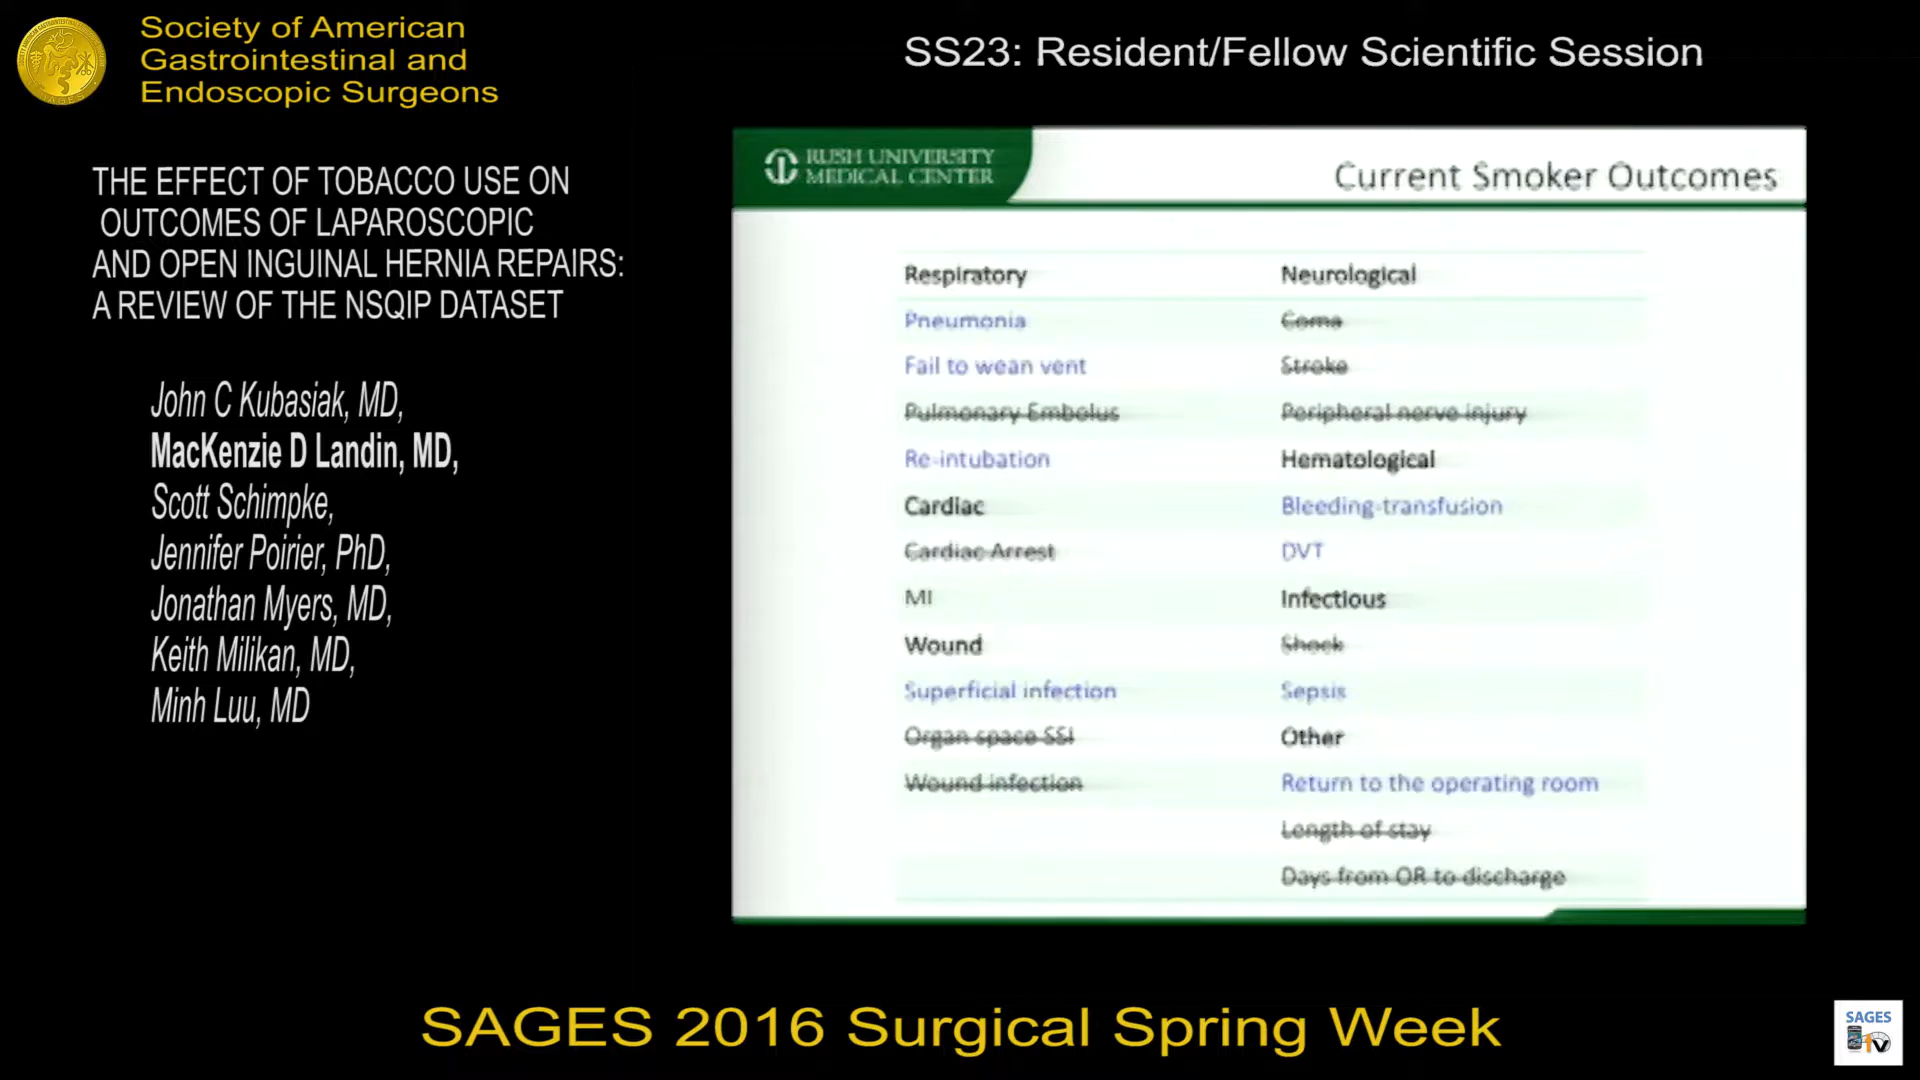 Society of American
Gastrointestinal and
Endoscopic Surgeons
SS23: Resident/Fellow Scientific Session
THE EFFECT OF TOBACCO USE ON
OUTCOMES OF LAPAROSCOPIC
AND OPEN INGUINAL HERNIA REPAIRS:
A REVIEW OF THE NSQIP DATASET
John C Kubasiak, MD,
MacKenzie D Landin, MD,
Scott Schimpke,
Jennifer Poirier, PhD,
Jonathan Myers, MD,
Keith Milikan, MD,
Minh Luu, MD
RUSH UNIVERSITY
MEDICAL CENTER
Current Smoker Outcomes
Respiratory Neurological
Pneumonia Coma
Fail to wean vent Stroke
Pulmonary Embolus Peripheral nerve injury
Re-intubation Hematological
Cardiac Bleeding-transfusion
Cardiac Arrest DVT
MI Infectious
Wound Shock
Superficial infection Sepsis
Organ space SSI Other
Wound infection Return to the operating room
Length of stay
Days from OR to discharge
SAGES 2016 Surgical Spring Week
SAGES
tv